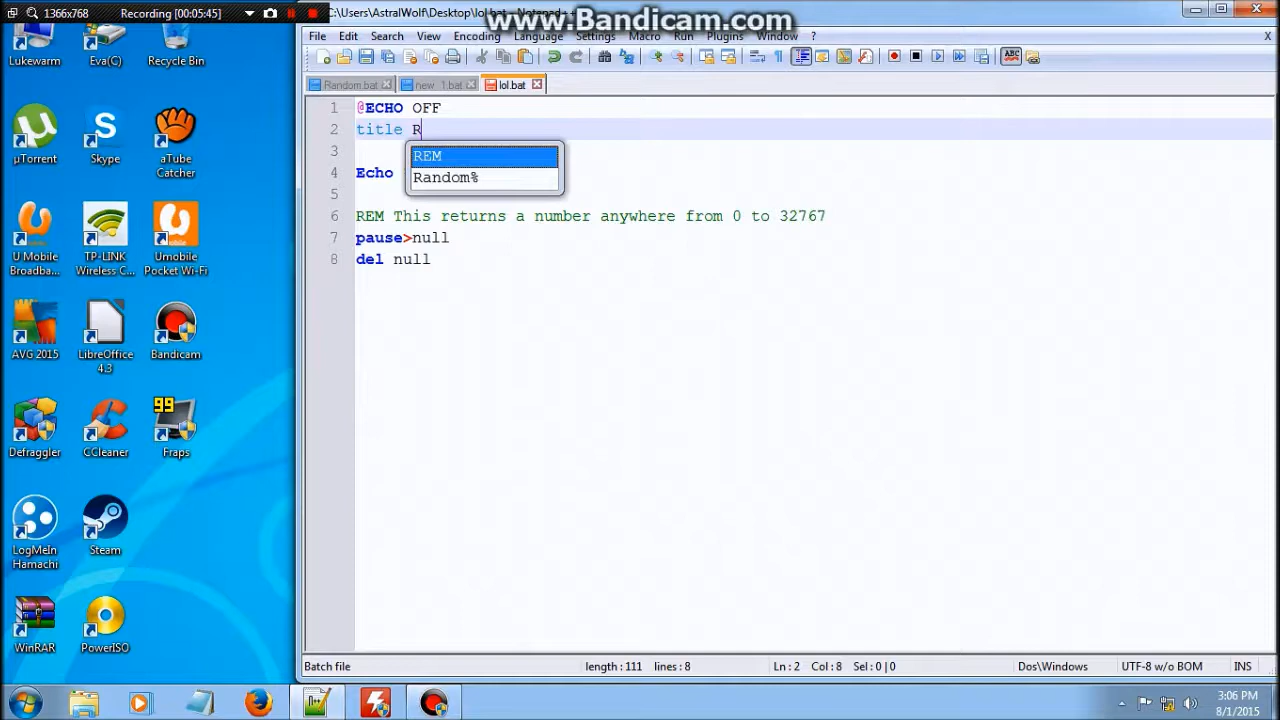 1366x768 Recording [00:05:45]
C:\Users\AstralWolf\Desktop\lol.bat - Notepad++
www.Bandicam.com
File Edit Search View Encoding Language Settings Macro Run Plugins Window ? X
Random.bat new 1.bat lol.bat
1 @ECHO OFF
2 title R
3 REM
Random%
4 Echo
5
6 REM This returns a number anywhere from 0 to 32767
7 pause>null
8 del null
Lukewarm Eva(C) Recycle Bin
µTorrent Skype aTube Catcher
U Mobile Broadba... TP-LINK Wireless C... Umobile Pocket Wi-Fi
AVG 2015 LibreOffice 4.3 Bandicam
99
Defraggler CCleaner Fraps
LogMeIn Hamachi Steam
WinRAR PowerISO
Batch file length : 111 lines : 8 Ln : 2 Col : 8 Sel : 0 | 0 Dos\Windows UTF-8 w/o BOM INS
3:06 PM
8/1/2015